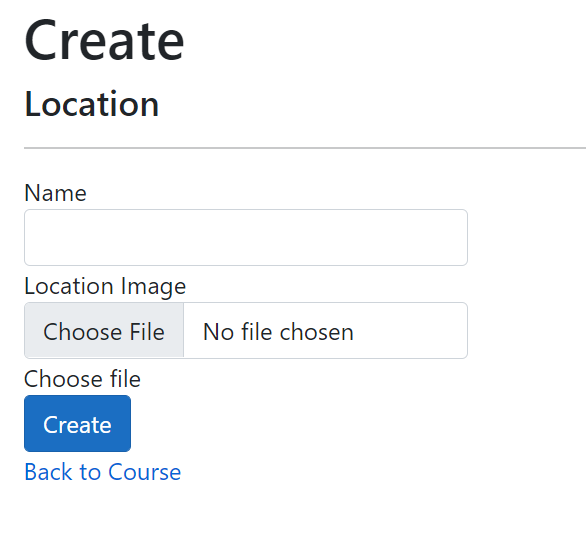 Create
Location
Name
Location Image
Choose File No file chosen
Choose file
Create
Back to Course